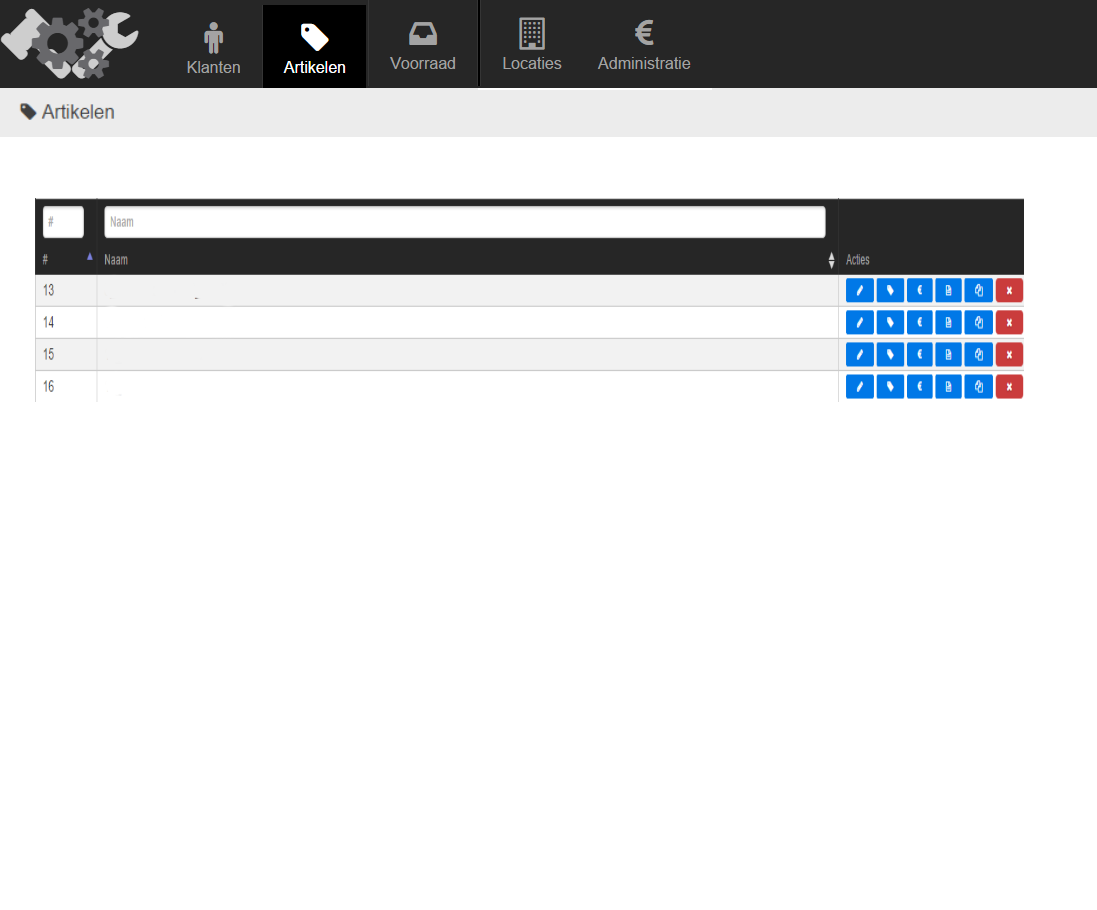 Klanten Artikelen Voorraad Locaties Administratie
Artikelen
# Naam
# Naam Acties
13
14
15
16